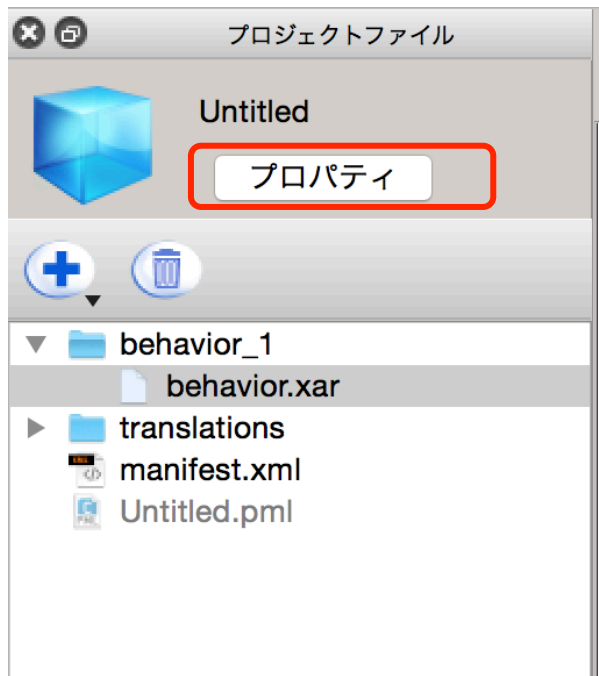 プロジェクトファイル
Untitled
プロパティ
behavior_1
behavior.xar
translations
manifest.xml
Untitled.pml